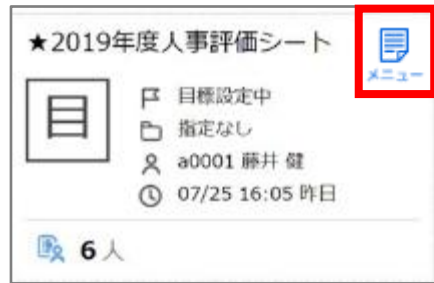 ★2019年度人事評価シート
メニュー
目
目標設定中
指定なし
a0001 藤井 健
07/25 16:05 昨日
6人